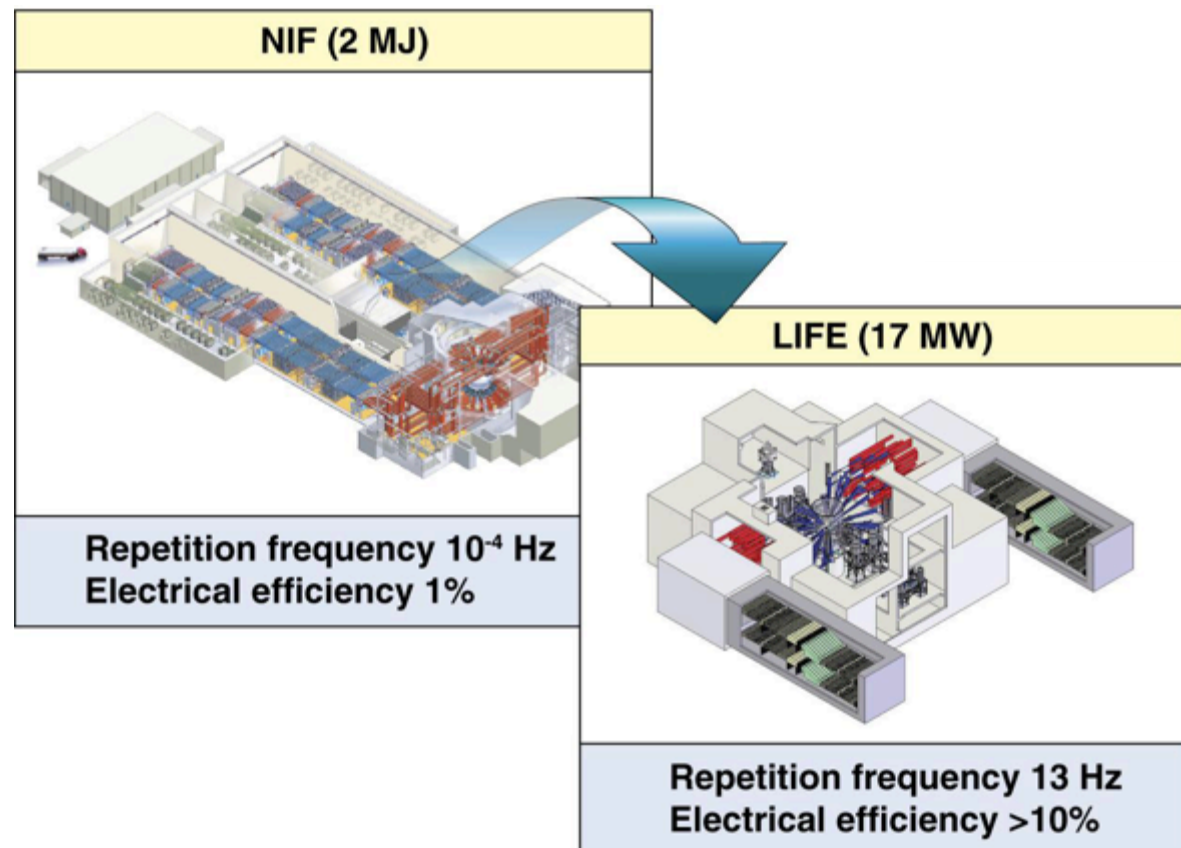 NIF (2 MJ)
Repetition frequency 10⁻⁴ Hz
Electrical efficiency 1%
LIFE (17 MW)
Repetition frequency 13 Hz
Electrical efficiency >10%